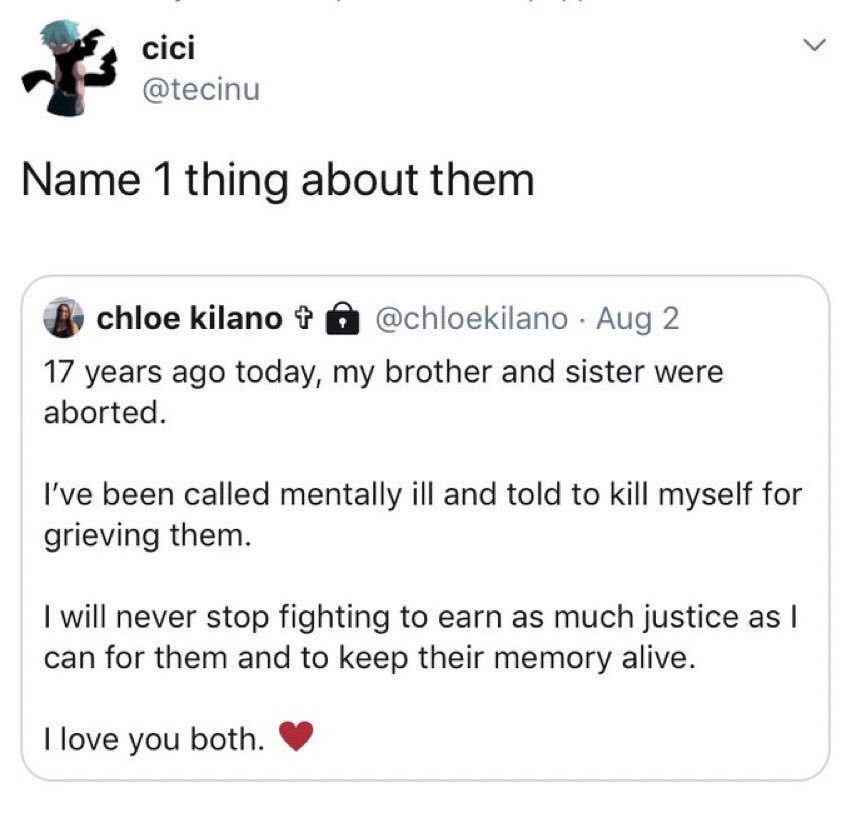 cici
@tecinu
Name 1 thing about them
chloe kilano ✞ @chloekilano · Aug 2
17 years ago today, my brother and sister were
aborted.
I've been called mentally ill and told to kill myself for
grieving them.
I will never stop fighting to earn as much justice as I
can for them and to keep their memory alive.
I love you both. ❤️